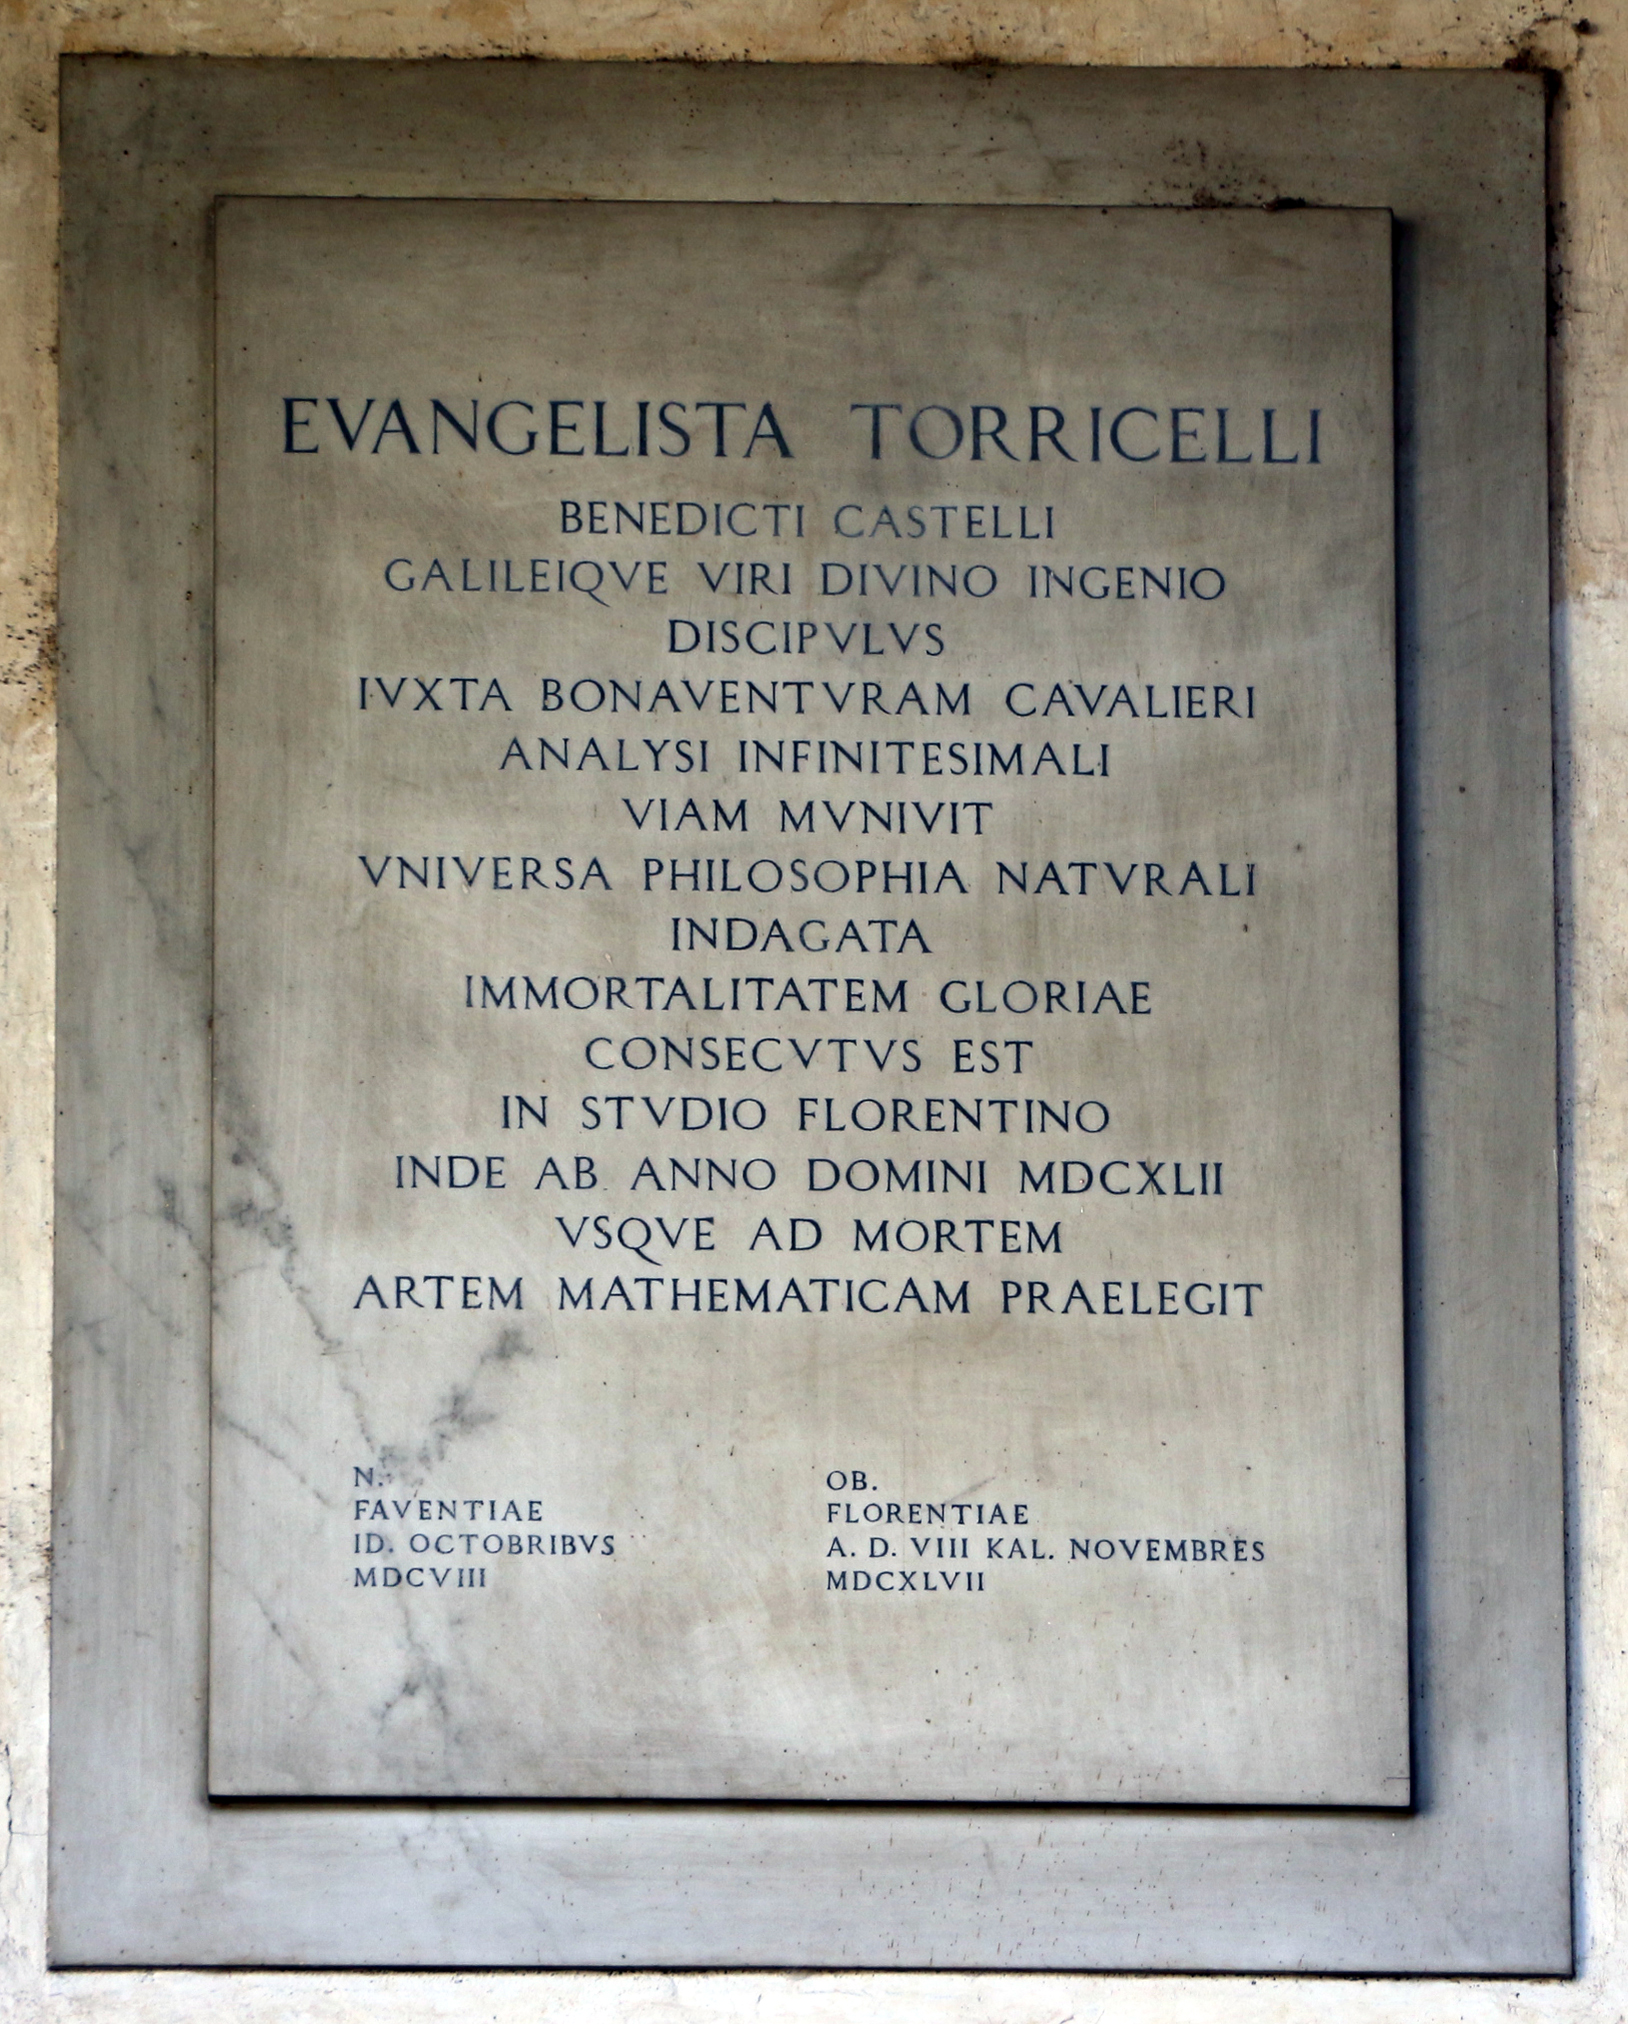 EVANGELISTA TORRICELLI
BENEDICTI CASTELLI
GALILEIQVE VIRI DIVINO INGENIO
DISCIPVLVS
IVXTA BONAVENTVRAM CAVALIERI
ANALYSI INFINITESIMALI
VIAM MVNIVIT
VNIVERSA PHILOSOPHIA NATVRALI
INDAGATA
IMMORTALITATEM GLORIAE
CONSECVTVS EST
IN STVDIO FLORENTINO
INDE AB ANNO DOMINI MDCXLII
VSQVE AD MORTEM
ARTEM MATHEMATICAM PRAELEGIT
N.
FAVENTIAE
ID. OCTOBRIBVS
MDCVIII
OB.
FLORENTIAE
A. D. VIII KAL. NOVEMBRES
MDCXLVII